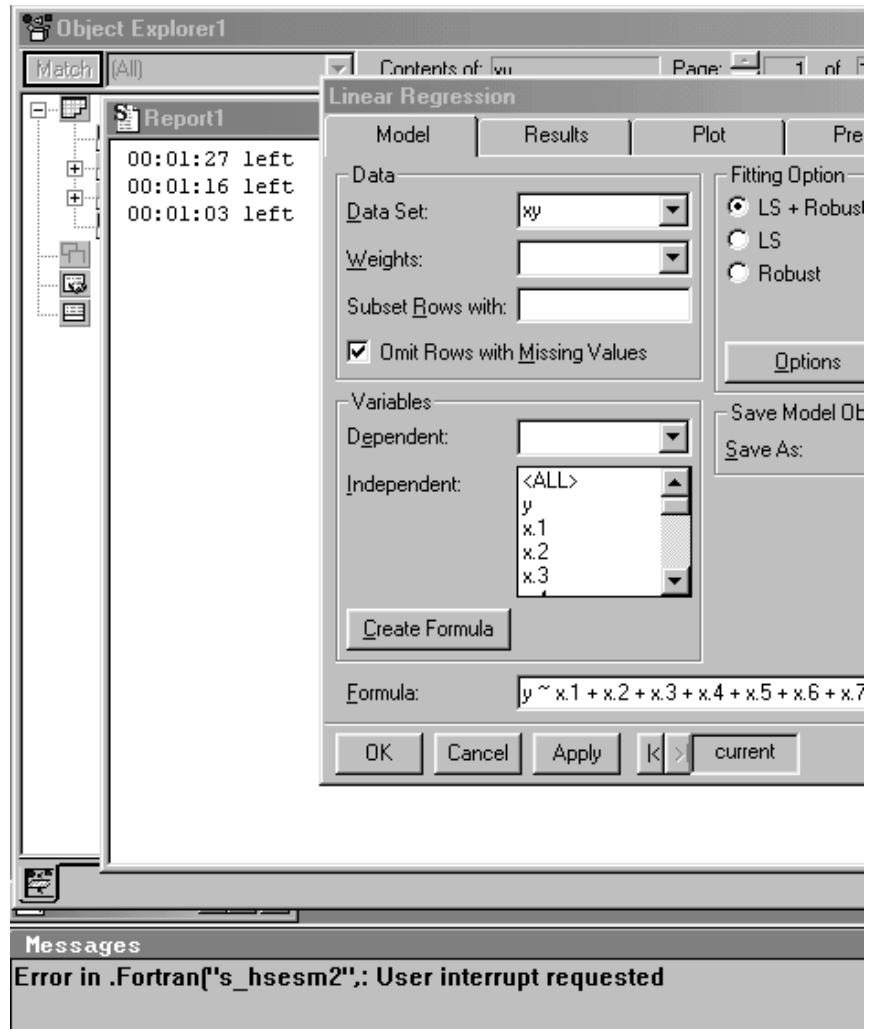 Object Explorer1
Match (All) Contents of: xy Page: 1 of
Report1
00:01:27 left
00:01:16 left
00:01:03 left
Linear Regression
Model Results Plot Pre
Data
Data Set: xy
Weights:
Subset Rows with:
Omit Rows with Missing Values
Variables
Dependent:
Independent:
<ALL>
y
x.1
x.2
x.3
Create Formula
Fitting Option
LS + Robust
LS
Robust
Options
Save Model Ob
Save As:
Formula: y ~ x.1 + x.2 + x.3 + x.4 + x.5 + x.6 + x.7
OK Cancel Apply current
Messages
Error in .Fortran("s_hsesm2",: User interrupt requested